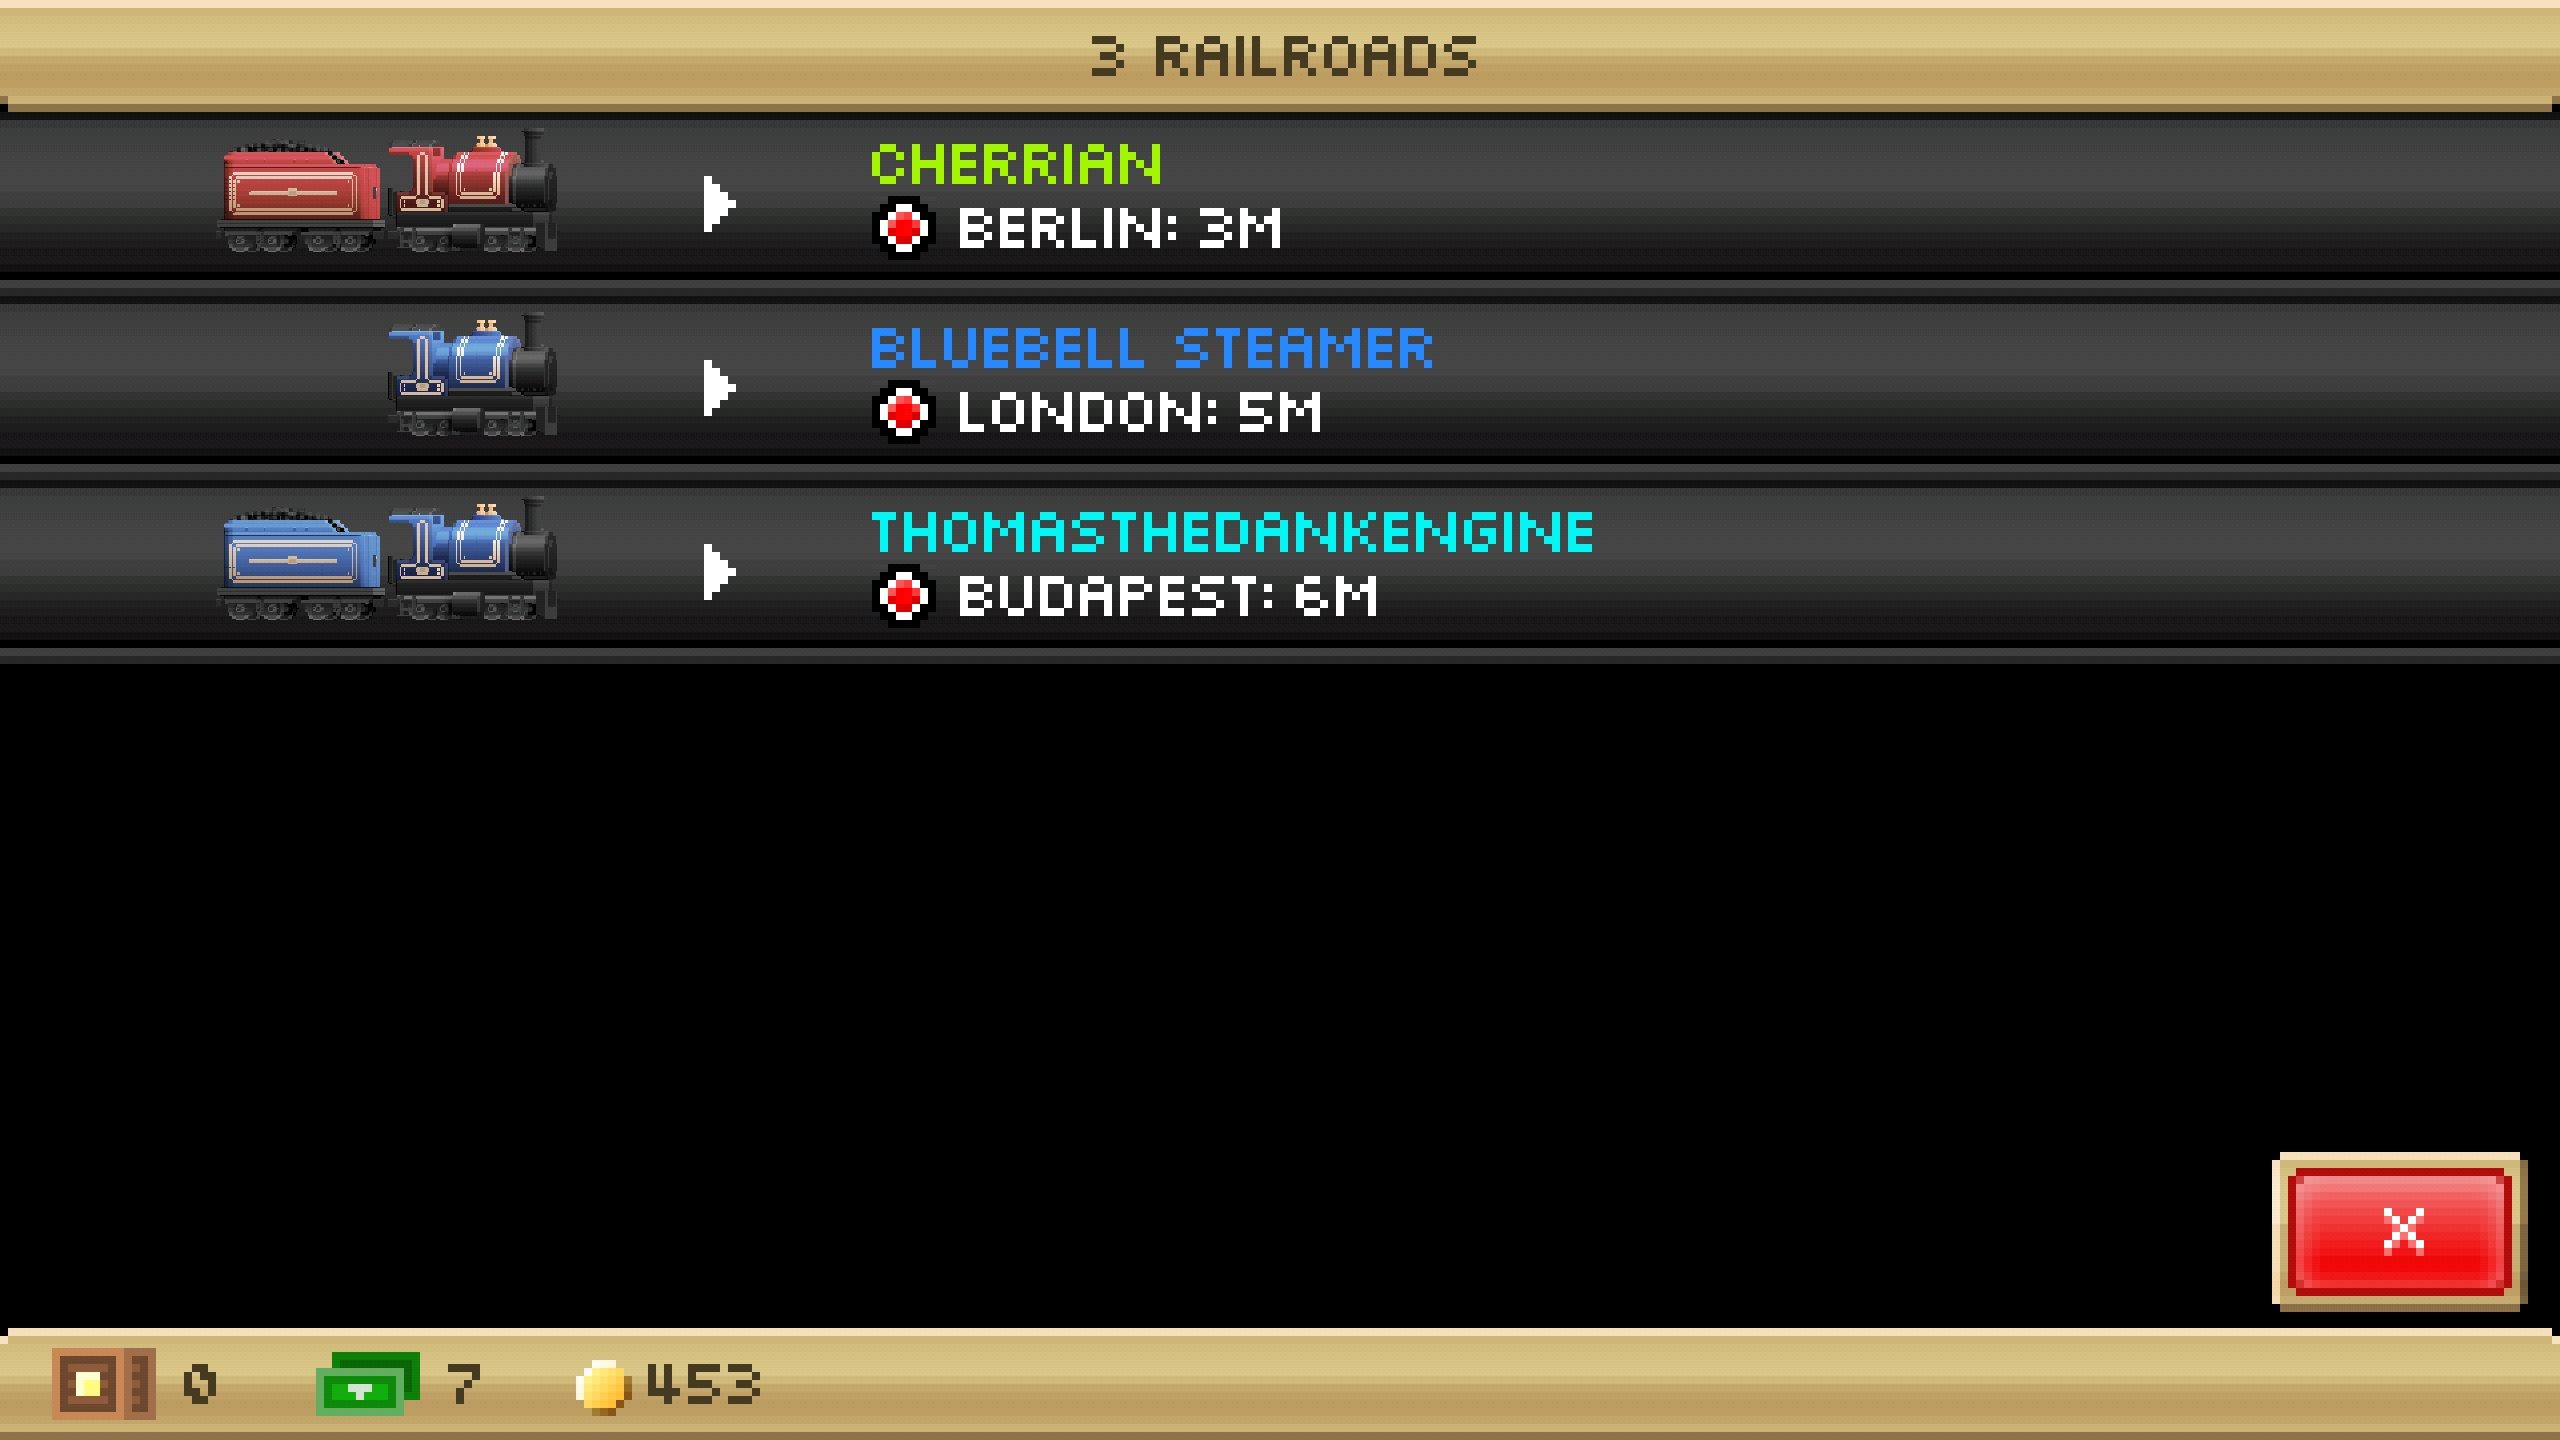 3 RAILROADS
CHERRIAN
BERLIN: 3M
BLUEBELL STEAMER
LONDON: 5M
THOMASTHEDANKENGINE
BUDAPEST: 6M
X
0 7 453